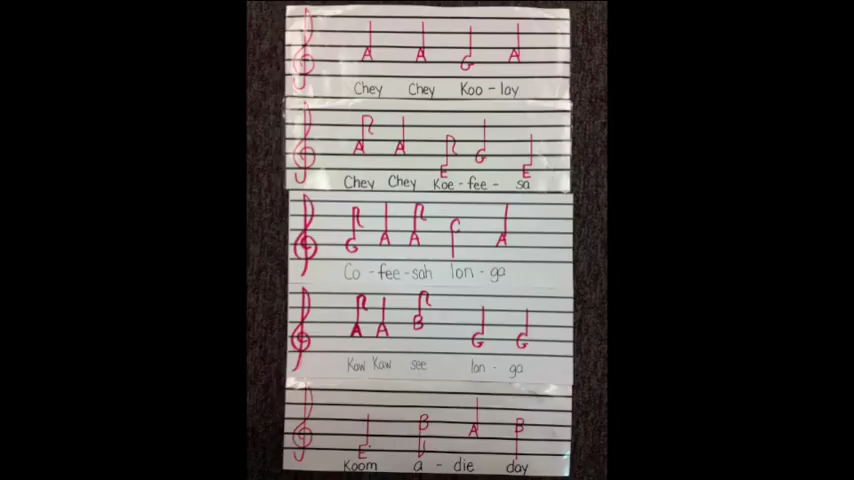 A A G A
Chey Chey Koo - lay
A A E G E
Chey Chey Koe - fee - sa
G A A C A
Co - fee - sah lon - ga
A A B G G
Kaw Kaw see lon - ga
E B A B
Koom a - die day